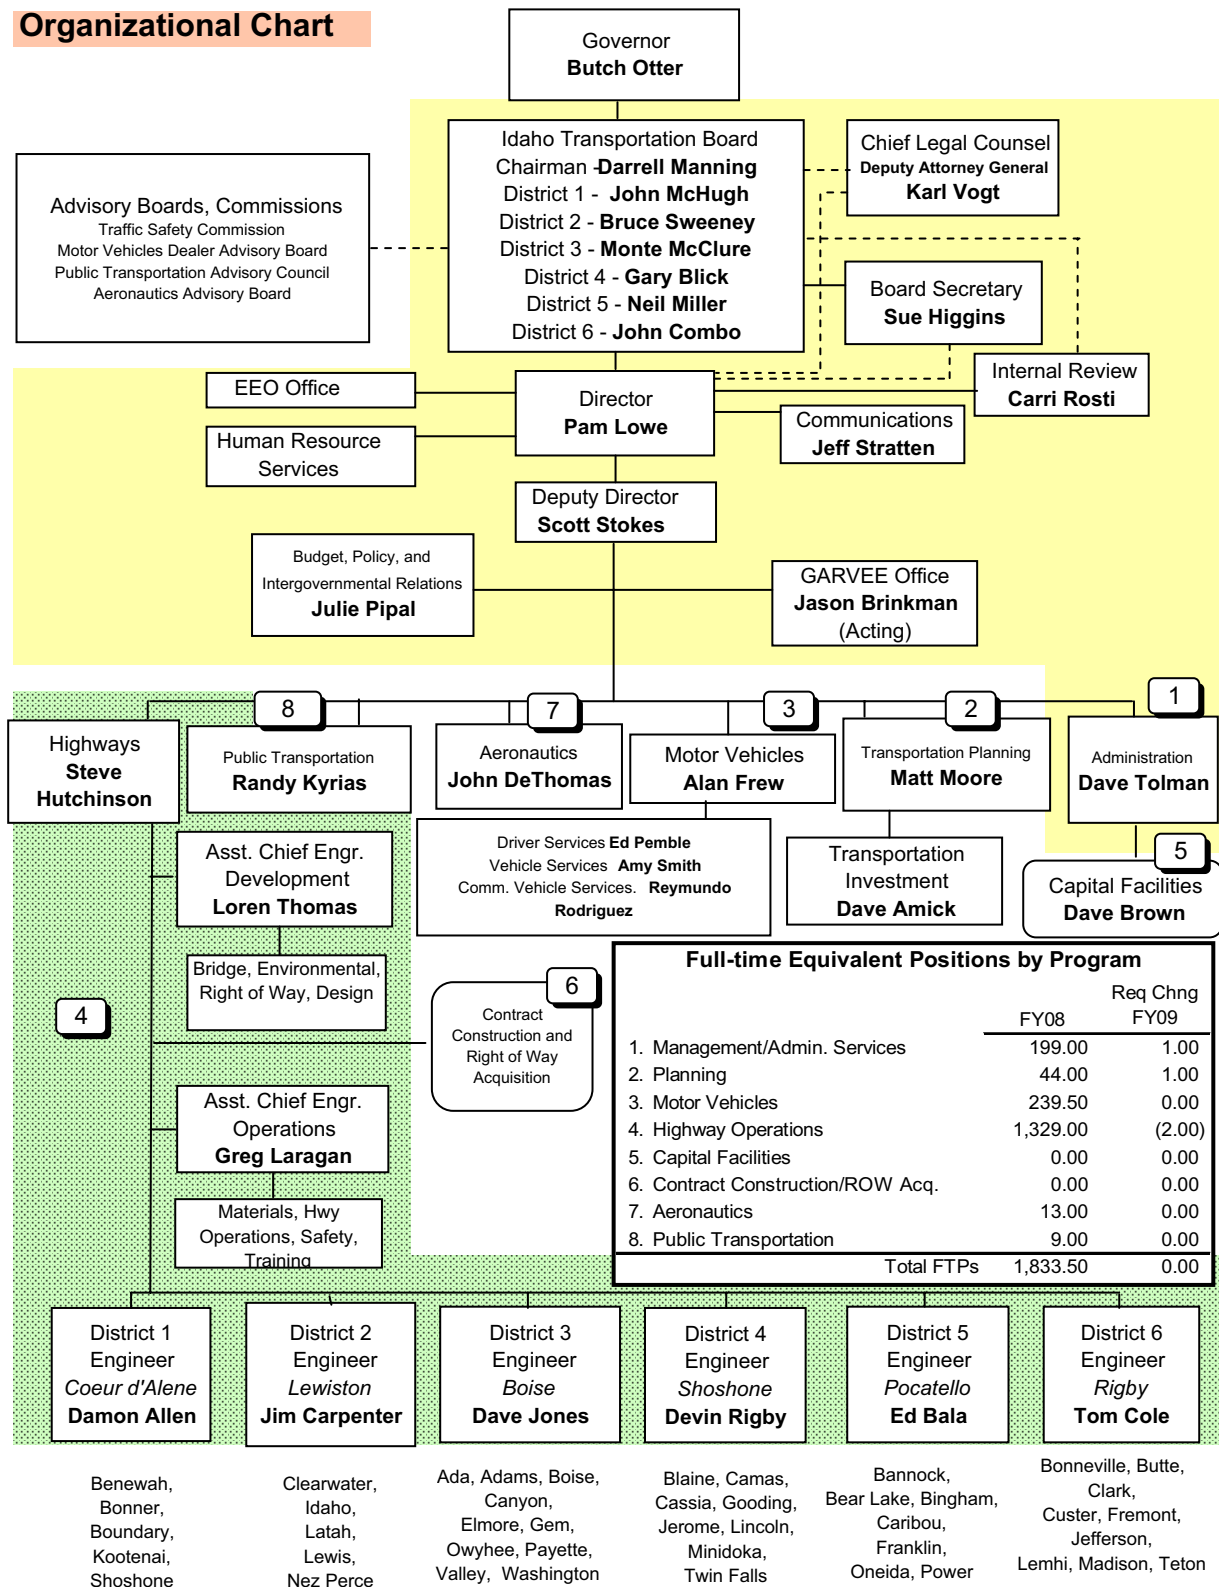 Organizational Chart
Governor
Butch Otter
Idaho Transportation Board
Chairman -Darrell Manning
District 1 - John McHugh
District 2 - Bruce Sweeney
District 3 - Monte McClure
District 4 - Gary Blick
District 5 - Neil Miller
District 6 - John Combo
Chief Legal Counsel
Deputy Attorney General
Karl Vogt
Advisory Boards, Commissions
Traffic Safety Commission
Motor Vehicles Dealer Advisory Board
Public Transportation Advisory Council
Aeronautics Advisory Board
Board Secretary
Sue Higgins
Internal Review
Carri Rosti
EEO Office
Director
Pam Lowe
Communications
Jeff Stratten
Human Resource
Services
Deputy Director
Scott Stokes
Budget, Policy, and
Intergovernmental Relations
Julie Pipal
GARVEE Office
Jason Brinkman
(Acting)
Highways
Steve
Hutchinson
8
Public Transportation
Randy Kyrias
7
Aeronautics
John DeThomas
3
Motor Vehicles
Alan Frew
2
Transportation Planning
Matt Moore
1
Administration
Dave Tolman
Driver Services Ed Pemble
Vehicle Services Amy Smith
Comm. Vehicle Services. Reymundo
Rodriguez
Transportation
Investment
Dave Amick
5
Capital Facilities
Dave Brown
Asst. Chief Engr.
Development
Loren Thomas
Bridge, Environmental,
Right of Way, Design
4
6
Contract
Construction and
Right of Way
Acquisition
Asst. Chief Engr.
Operations
Greg Laragan
Materials, Hwy
Operations, Safety,
Training
Full-time Equivalent Positions by Program
Req Chng
FY08 FY09
1. Management/Admin. Services 199.00 1.00
2. Planning 44.00 1.00
3. Motor Vehicles 239.50 0.00
4. Highway Operations 1,329.00 (2.00)
5. Capital Facilities 0.00 0.00
6. Contract Construction/ROW Acq. 0.00 0.00
7. Aeronautics 13.00 0.00
8. Public Transportation 9.00 0.00
Total FTPs 1,833.50 0.00
District 1
Engineer
Coeur d'Alene
Damon Allen
District 2
Engineer
Lewiston
Jim Carpenter
District 3
Engineer
Boise
Dave Jones
District 4
Engineer
Shoshone
Devin Rigby
District 5
Engineer
Pocatello
Ed Bala
District 6
Engineer
Rigby
Tom Cole
Benewah,
Bonner,
Boundary,
Kootenai,
Shoshone
Clearwater,
Idaho,
Latah,
Lewis,
Nez Perce
Ada, Adams, Boise,
Canyon,
Elmore, Gem,
Owyhee, Payette,
Valley, Washington
Blaine, Camas,
Cassia, Gooding,
Jerome, Lincoln,
Minidoka,
Twin Falls
Bannock,
Bear Lake, Bingham,
Caribou,
Franklin,
Oneida, Power
Bonneville, Butte,
Clark,
Custer, Fremont,
Jefferson,
Lemhi, Madison, Teton